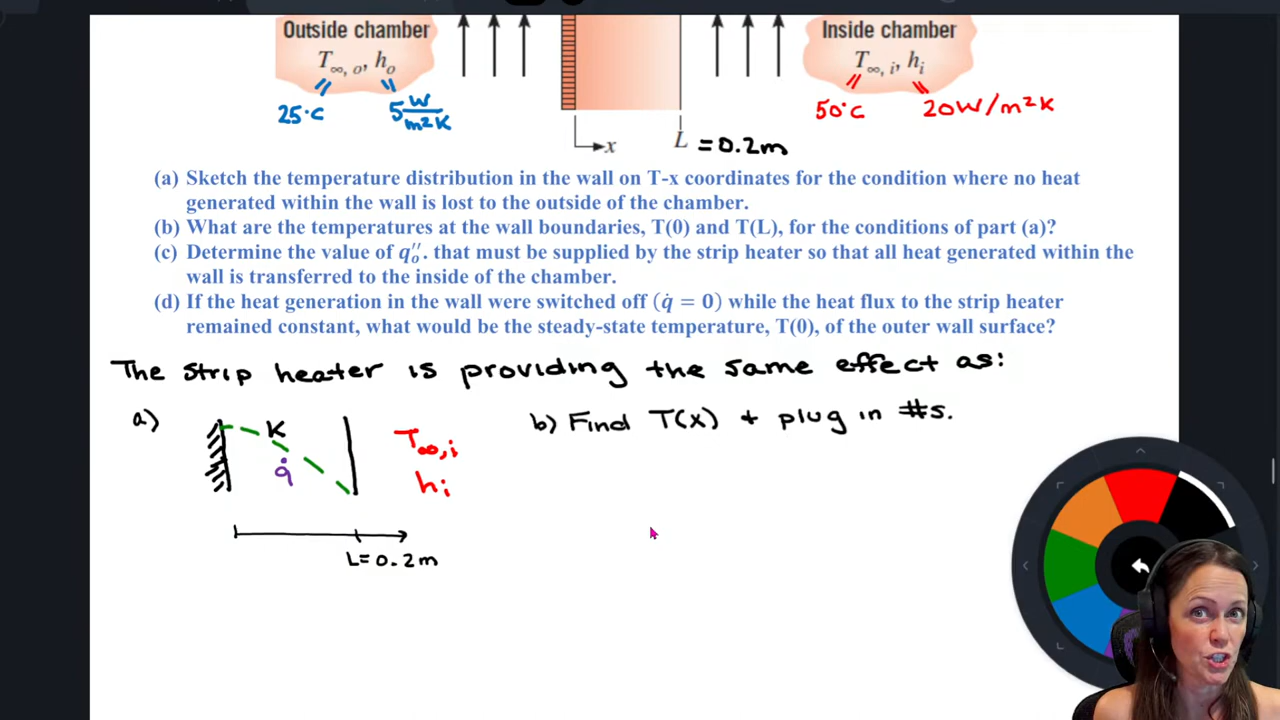 Outside chamber
T∞, o, ho
25°C
5 W/m²K
Inside chamber
T∞, i, hi
50°C
20W/m²K
x
L = 0.2m
(a) Sketch the temperature distribution in the wall on T-x coordinates for the condition where no heat
generated within the wall is lost to the outside of the chamber.
(b) What are the temperatures at the wall boundaries, T(0) and T(L), for the conditions of part (a)?
(c) Determine the value of q″o. that must be supplied by the strip heater so that all heat generated within the
wall is transferred to the inside of the chamber.
(d) If the heat generation in the wall were switched off (q̇ = 0) while the heat flux to the strip heater
remained constant, what would be the steady-state temperature, T(0), of the outer wall surface?
The strip heater is providing the same effect as:
a)
K
q̇
T∞,i
hi
L=0.2m
b) Find T(x) + plug in #s.